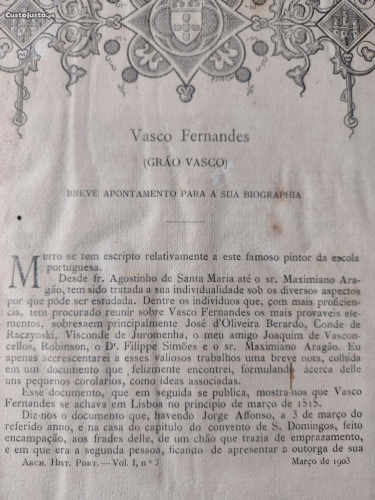 CustoJusto.pt
Vasco Fernandes
(GRÃO VASCO)
BREVE APONTAMENTO PARA A SUA BIOGRAPHIA
MUITO se tem escripto relativamente a este famoso pintor da escola
portuguesa.
Desde fr. Agostinho de Santa Maria até o sr. Maximiano Ara-
gão, tem sido tratada a sua individualidade sob os diversos aspectos
por que póde ser estudada. Dentre os individuos que, com mais proficien-
cia, tem procurado reunir sobre Vasco Fernandes os mais provaveis ele-
mentos, sobresaem principalmente José d'Oliveira Berardo, Conde de
Raczynski, Visconde de Juromenha, o meu amigo Joaquim de Vascon-
cellos, Robinson, o Dr. Filippe Simões e o sr. Maximiano Aragão. Eu
apenas accrescentarei a esses valiosos trabalhos uma breve nota, colhida
em um documento que felizmente encontrei, formulando ácerca delle
uns pequenos corolarios, como ideas associadas.
Esse documento, que em seguida se publica, mostra-nos que Vasco
Fernandes se achava em Lisboa no principio de março de 1515.
Diz-nos o documento que, havendo Jorge Affonso, a 3 de março do
referido anno, e na casa do capitulo do convento de S. Domingos, feito
encampação, aos frades delle, de um chão que trazia de emprazamento,
e em que era a segunda pessoa, ficando de apresentar a outorga de sua
ARCH. HIST. PORT. — Vol. I, n.º 3 Março de 1903